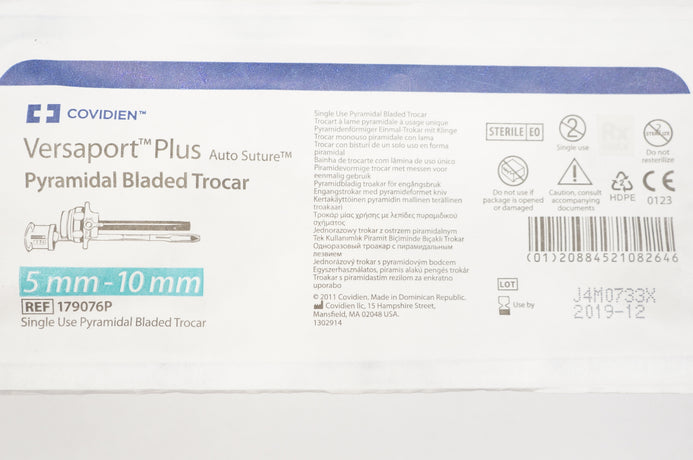 COVIDIEN™
Versaport™ Plus Auto Suture™
Pyramidal Bladed Trocar
5 mm - 10 mm
REF 179076P
Single Use Pyramidal Bladed Trocar
Single Use Pyramidal Bladed Trocar
Trocart à lame pyramidale à usage unique
Pyramidenförmiger Einmal-Trokar mit Klinge
Trocar monouso piramidale con lama
Trocar con bisturí de un solo uso en forma
piramidal
Bainha de trocarte com lâmina de uso único
Piramidevormige trocar met messen voor
eenmalig gebruik
Pyramidbladig troakar för engångsbruk
Engangstrokar med pyramideformet kniv
Kertakäyttöinen pyramidin mallinen terällinen
troakaari
Τροκάρ μίας χρήσης με λεπίδες πυραμιδικού
σχήματος
Jednorazowy trokar z ostrzem piramidalnym
Tek Kullanımlık Piramit Biçiminde Bıçaklı Trokar
Одноразовый троакар с пирамидальным
лезвием
Jednorázový trokar s pyramidovým bodcem
Egyszerhasználatos, piramis alakú pengés trokár
Troakar s piramidastim rezilom za enkratno
uporabo
© 2011 Covidien. Made in Dominican Republic.
Covidien llc, 15 Hampshire Street,
Mansfield, MA 02048 USA.
1302914
STERILE EO
2
Single use
Rx
STERILIZE
Do not
resterilize
Do not use if
package is opened
or damaged
Caution, consult
accompanying
documents
2
HDPE
CE
0123
(01)20884521082646
LOT
J4M0733X
Use by
2019-12